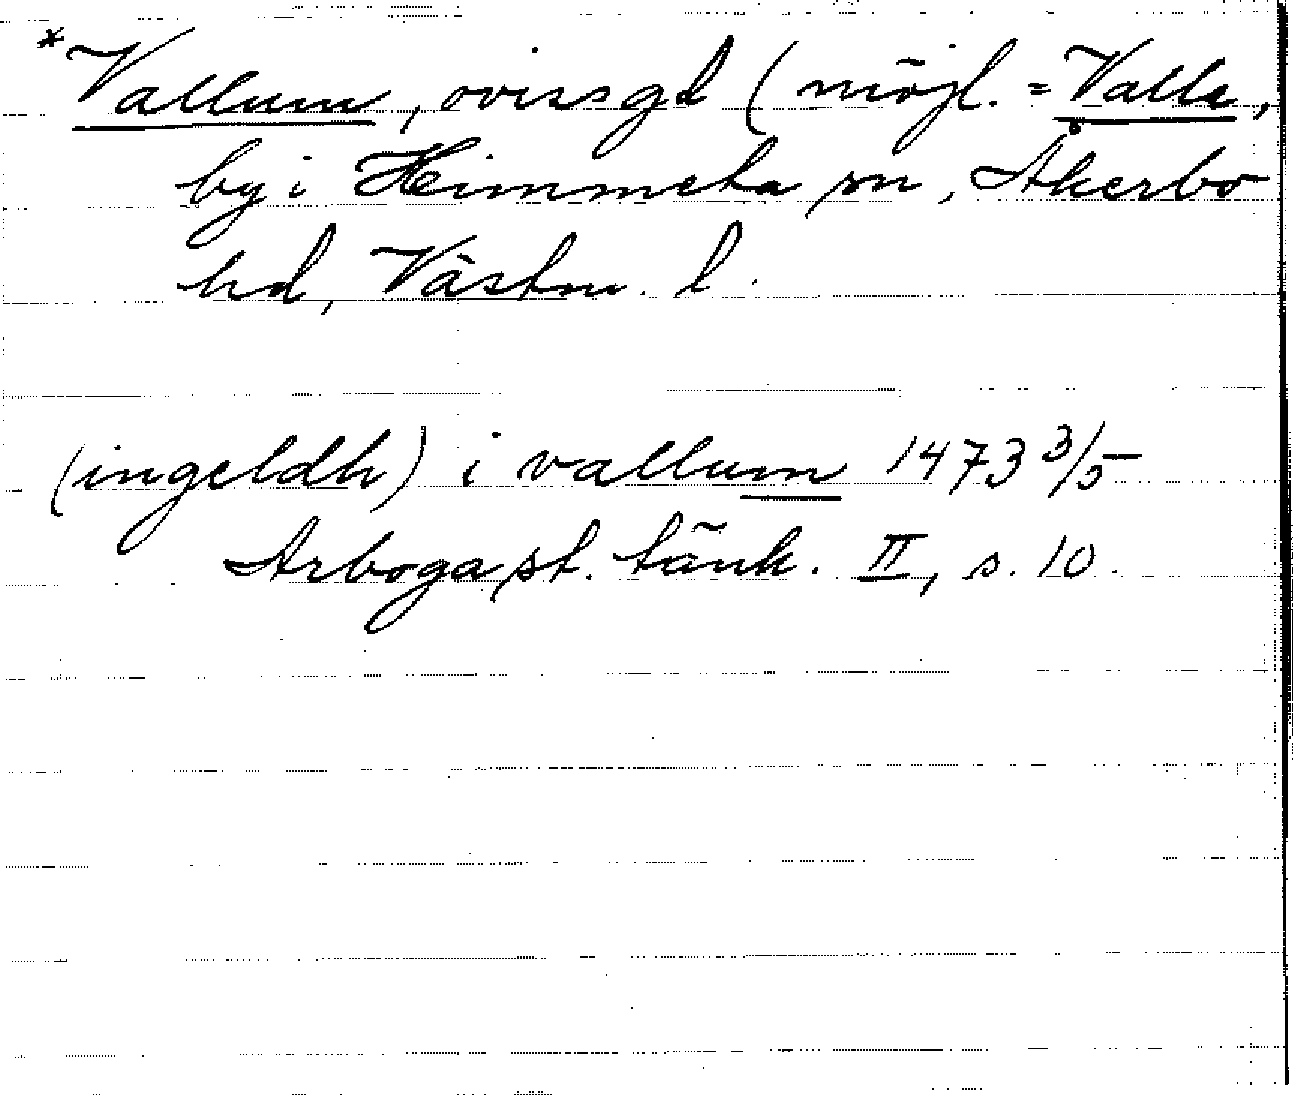 *Vallum, ovissgd (möjl. = Valla,
by i Himmeta sn, Åkerbo
hd, Västm. l.
(ingeldh) i vallum 1473 3/5
Arboga st. tänk. II, s. 10.